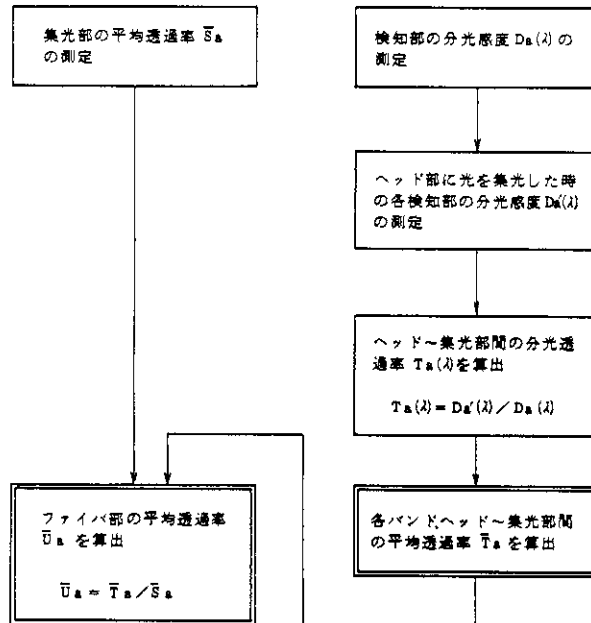 集光部の平均透過率 S̅a
の測定
検知部の分光感度 Da(λ) の
測定
ヘッド部に光を集光した時
の各検知部の分光感度Da'(λ)
の測定
ヘッド～集光部間の分光透
過率 Ta(λ)を算出
Ta(λ) = Da'(λ) / Da(λ)
ファイバ部の平均透過率
U̅a を算出
U̅a = T̅a / S̅a
各バンド、ヘッド～集光部間
の平均透過率 T̅a を算出